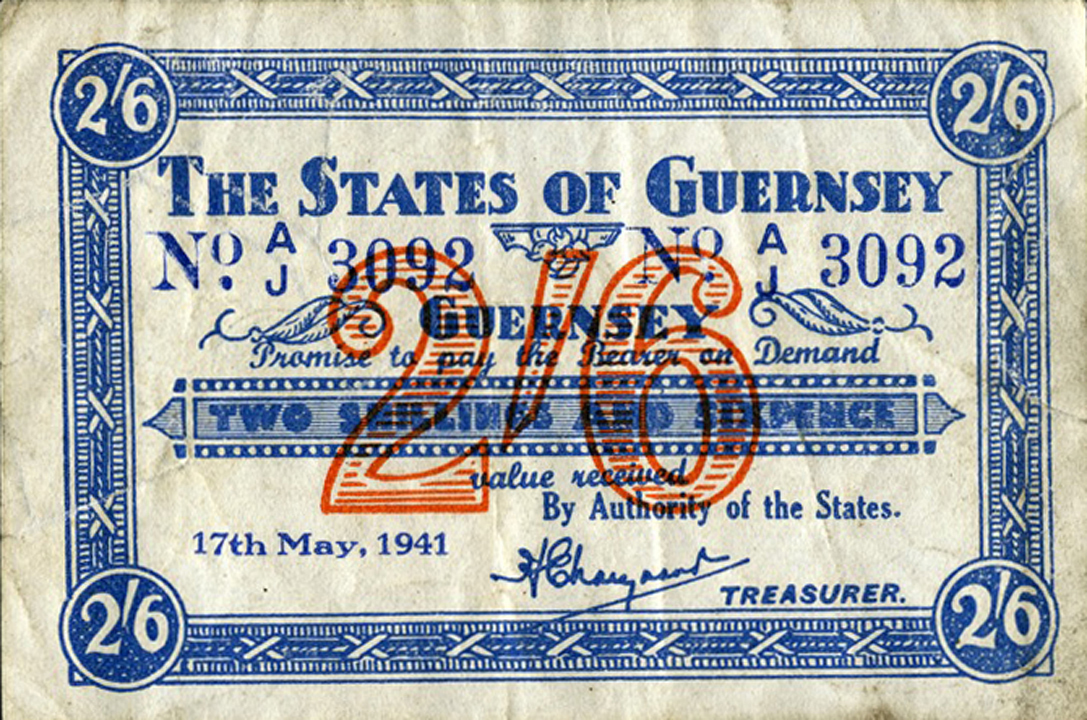 2/6 2/6
THE STATES OF GUERNSEY
No. A/J 3092 No. A/J 3092
2/6
GUERNSEY
Promise to pay the Bearer on Demand
TWO SHILLINGS AND SIXPENCE
value received
By Authority of the States.
17th May, 1941
TREASURER.
2/6 2/6